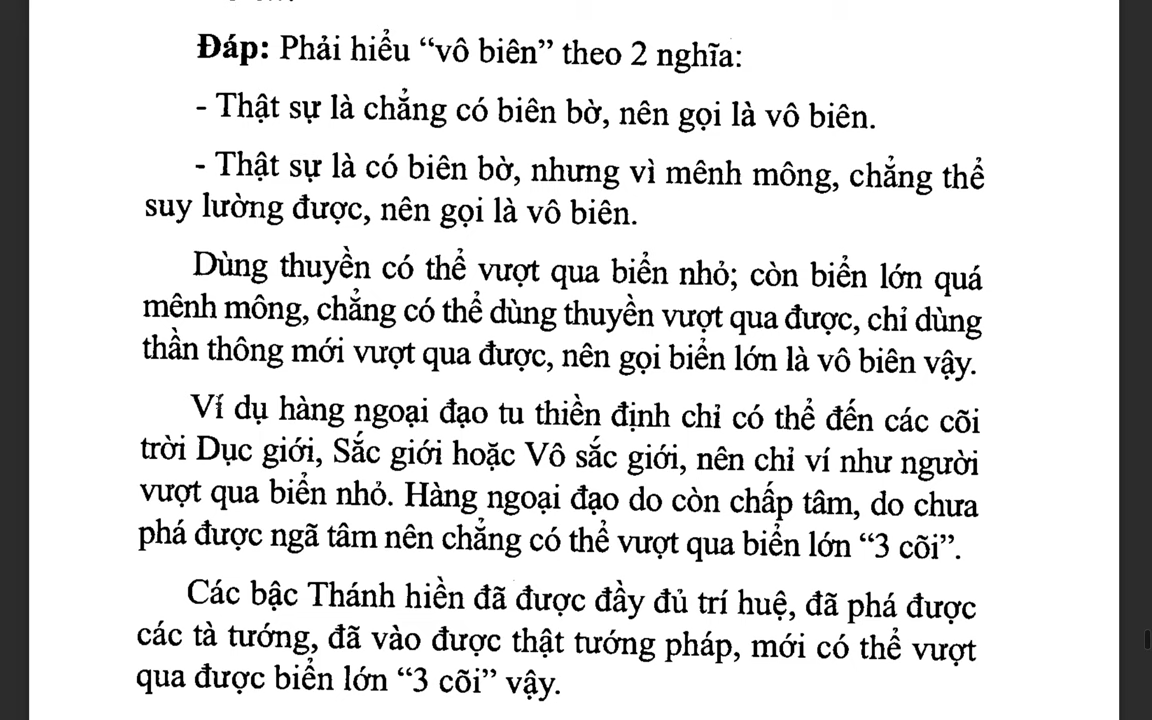 Đáp: Phải hiểu “vô biên” theo 2 nghĩa:
- Thật sự là chẳng có biên bờ, nên gọi là vô biên.
- Thật sự là có biên bờ, nhưng vì mênh mông, chẳng thể
suy lường được, nên gọi là vô biên.
Dùng thuyền có thể vượt qua biển nhỏ; còn biển lớn quá
mênh mông, chẳng có thể dùng thuyền vượt qua được, chỉ dùng
thần thông mới vượt qua được, nên gọi biển lớn là vô biên vậy.
Ví dụ hàng ngoại đạo tu thiền định chỉ có thể đến các cõi
trời Dục giới, Sắc giới hoặc Vô sắc giới, nên chỉ ví như người
vượt qua biển nhỏ. Hàng ngoại đạo do còn chấp tâm, do chưa
phá được ngã tâm nên chẳng có thể vượt qua biển lớn “3 cõi”.
Các bậc Thánh hiền đã được đầy đủ trí huệ, đã phá được
các tà tướng, đã vào được thật tướng pháp, mới có thể vượt
qua được biển lớn “3 cõi” vậy.